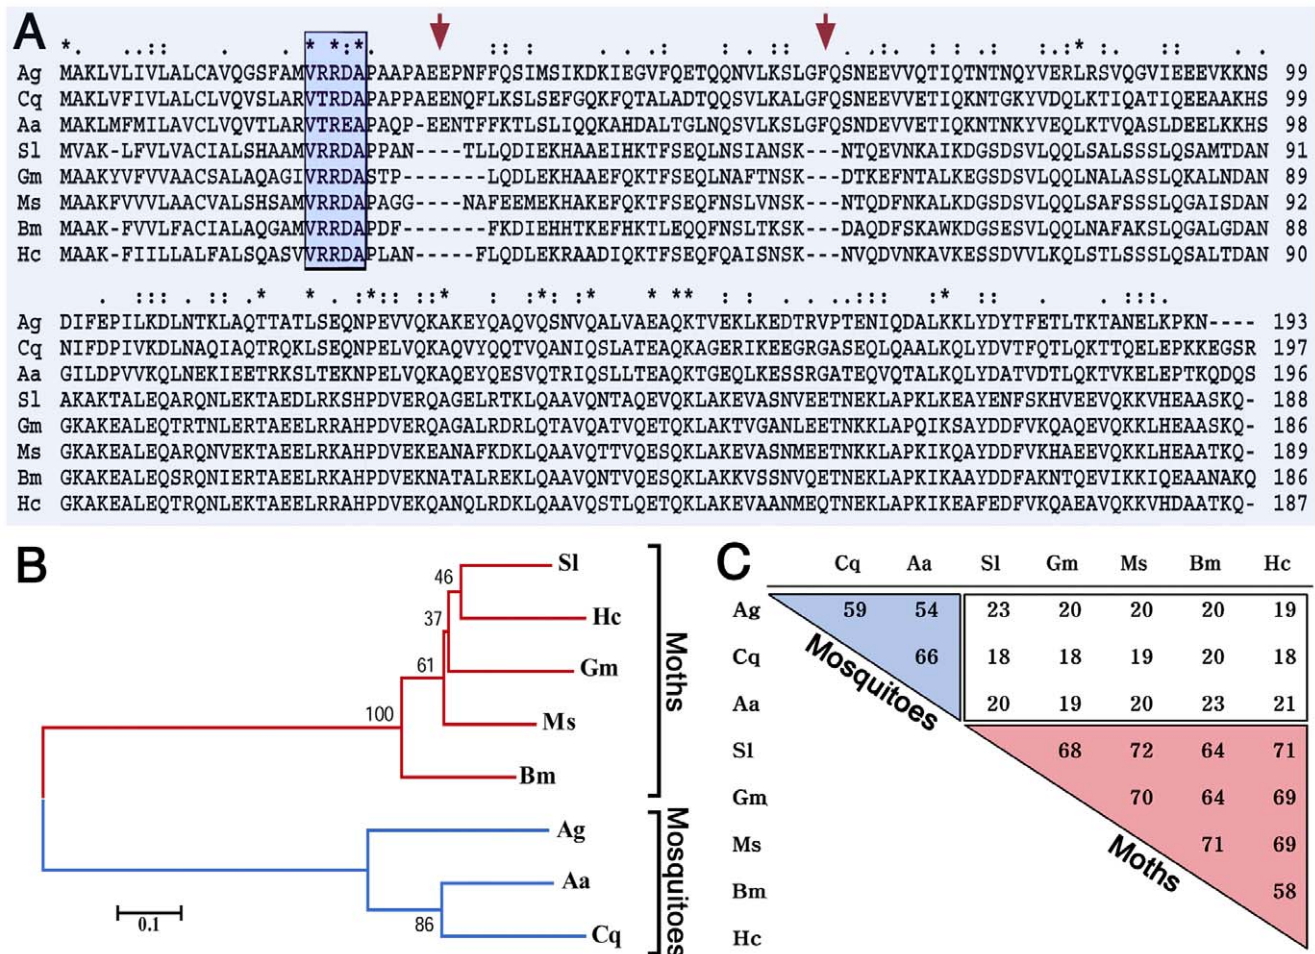 A
*. .. :: . . * * : * . :: : . . . : . : : . . : . : : * : . :: . .
Ag MAKLVLIVLALCAVQGSFAMVRRDAPAAPAEEPNFFQSIMSIKDKIEGVFQETQQNVLKSLGFQSNEEVVQTIQTNTNQYVERLRSVQGVIEEEVKKNS 99
Cq MAKLVFIVLALCLVQVSLARVTRDAPAPPAEENQFLKSLSEFGQKFQTALADTQQSVLKALGFQSNEEVVETIQKNTGKYVDQLKTIQATIQEEAAKHS 99
Aa MAKLMFMILAVCLVQVTLARVTREAPAQP-EENTFFKTLSLIQQKAHDALTGLNQSVLKSLGFQSNDEVVETIQKNTNKYVEQLKTVQASLDEELKKHS 98
Sl MVAK-LFVLVACIALSHAAMVRRDAPPAN----TLLQDIEKHAAEIHKTFSEQLNSIANSK---NTQEVNKAIKDGSDSVLQQLSALSSSLQSAMTDAN 91
Gm MAAKYVFVVAACSALAQAGIVRRDASTP-------LQDLEKHAAEFQKTFSEQLNAFTNSK---DTKEFNTALKEGSDSVLQQLNALASSLQKALNDAN 89
Ms MAAKFVVVLAACVALSHSAMVRRDAPAGG----NAFEEMEKHAKEFQKTFSEQFNSLVNSK---NTQDFNKALKDGSDSVLQQLSAFSSSLQGAISDAN 92
Bm MAAK-FVVLFACIALAQGAMVRRDAPDF------FKDIEHHTKEFHKTLEQQFNSLTKSK---DAQDFSKAWKDGSESVLQQLNAFAKSLQGALGDAN 88
Hc MAAK-FIILLALFALSQASVVRRDAPLAN-----FLQDLEKRAADIQKTFSEQFQAISNSK---NVQDVNKAVKESSDVVLKQLSTLSSSLQSALTDAN 90
. ::: . :: : * * . : * :: : * : * : * * ** : : . . . ::: : * :: . . :::.
Ag DIFEPILKDLNTKLAQTTATLSEQNPEVVQKAKEYQAQVQSNVQALVAEAQKTVEKLKEDTRVPTENIQDALKKLYDYTFETLTKTANELKPKN---- 193
Cq NIFDPIVKDLNAQIAQTRQKLSEQNPELVQKAQVYQQTVQANIQSLATEAQKAGERIKEEGRGASEQLQAALKQLYDVTFQTLQKTTQELEPKKEGSR 197
Aa GILDPVVKQLNEKIEETRKSLTEKNPELVQKAQEYQESVQTRIQSLLTEAQKTGEQLKESSRGATEQVQTALKQLYDATVDTLQKTVKELEPTKQDQS 196
Sl AKAKTALEQARQNLEKTAEDLRKSHPDVERQAGELRTKLQAAVQNTAQEVQKLAKEVASNVEETNEKLAPKLKEAYENFSKHVEEVQKKVHEAASKQ- 188
Gm GKAKEALEQTRTNLERTAEELRRAHPDVERQAGALRDRLQTAVQATVQETQKLAKTVGANLEETNKKLAPQIKSAYDDFVKQAQEVQKKLHEAASKQ- 186
Ms GKAKEALEQARQNVEKTAEELRKAHPDVEKEANAFKDKLQAAVQTTVQESQKLAKEVASNMEETNEKLAPKIKQAYDDFVKHAEEVQKKLHEAATKQ- 189
Bm GKAKEALEQSRQNIERTAEELRKAHPDVEKNATALREKLQAAVQNTVQESQKLAKKVSSNVQETNEKLAPKIKAAYDDFAKNTQEVIKKIQEAANAKQ 186
Hc GKAKEALEQTRQNLEKTAEELRRAHPDVEKQANQLRDKLQAAVQSTLQETQKLAKEVAANMEQTNEKLAPKIKEAFEDFVKQAEAVQKKVHDAATKQ- 187
B
46
37
61
100
86
Sl
Hc
Gm
Ms
Bm
Ag
Aa
Cq
Moths
Mosquitoes
0.1
C
Cq Aa Sl Gm Ms Bm Hc
Ag 59 54 23 20 20 20 19
Cq 66 18 18 19 20 18
Aa 20 19 20 23 21
Sl 68 72 64 71
Gm 70 64 69
Ms 71 69
Bm 58
Hc
Mosquitoes
Moths